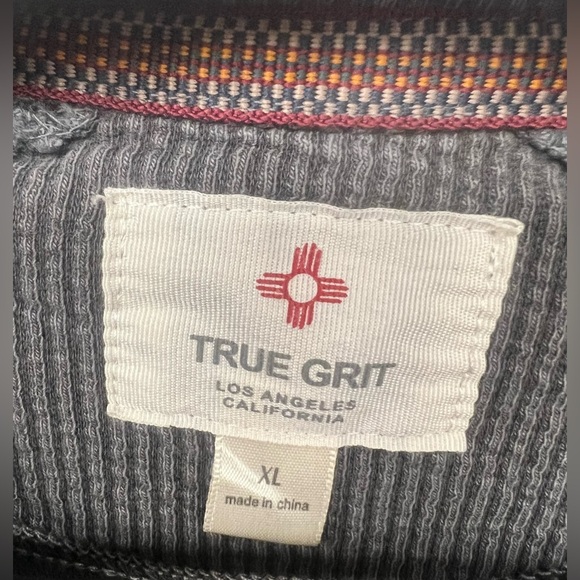 TRUE GRIT
LOS ANGELES
CALIFORNIA
XL
made in china